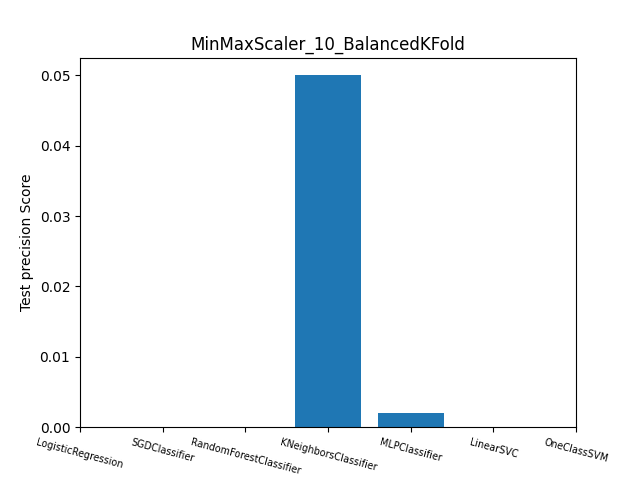 MinMaxScaler_10_BalancedKFold
Test precision Score
0.05
0.04
0.03
0.02
0.01
0.00
LogisticRegression
SGDClassifier
RandomForestClassifier
KNeighborsClassifier
MLPClassifier
LinearSVC
OneClassSVM